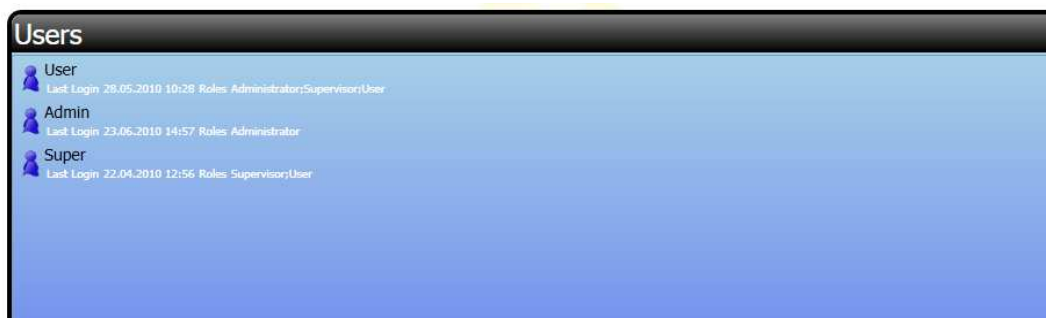 Users
User
Last Login 28.05.2010 10:28 Roles Administrator;Supervisor;User
Admin
Last Login 23.06.2010 14:57 Roles Administrator
Super
Last Login 22.04.2010 12:56 Roles Supervisor;User